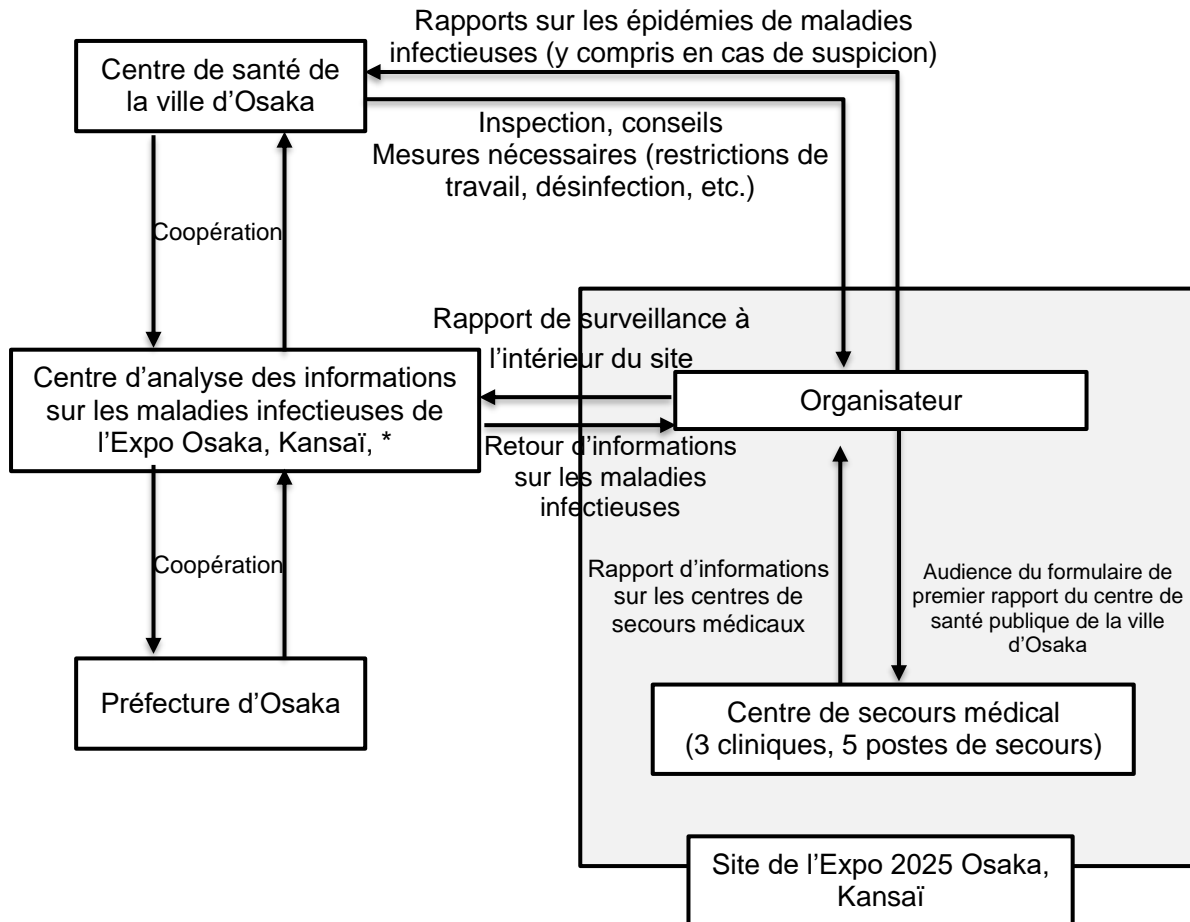 Rapports sur les épidémies de maladies
infectieuses (y compris en cas de suspicion)
Centre de santé de
la ville d’Osaka
Inspection, conseils
Mesures nécessaires (restrictions de
travail, désinfection, etc.)
Coopération
Rapport de surveillance à
l’intérieur du site
Centre d’analyse des informations
sur les maladies infectieuses de
l’Expo Osaka, Kansaï, *
Organisateur
Retour d’informations
sur les maladies
infectieuses
Coopération
Rapport d’informations
sur les centres de
secours médicaux
Audience du formulaire de
premier rapport du centre de
santé publique de la ville
d’Osaka
Préfecture d’Osaka
Centre de secours médical
(3 cliniques, 5 postes de secours)
Site de l’Expo 2025 Osaka,
Kansaï